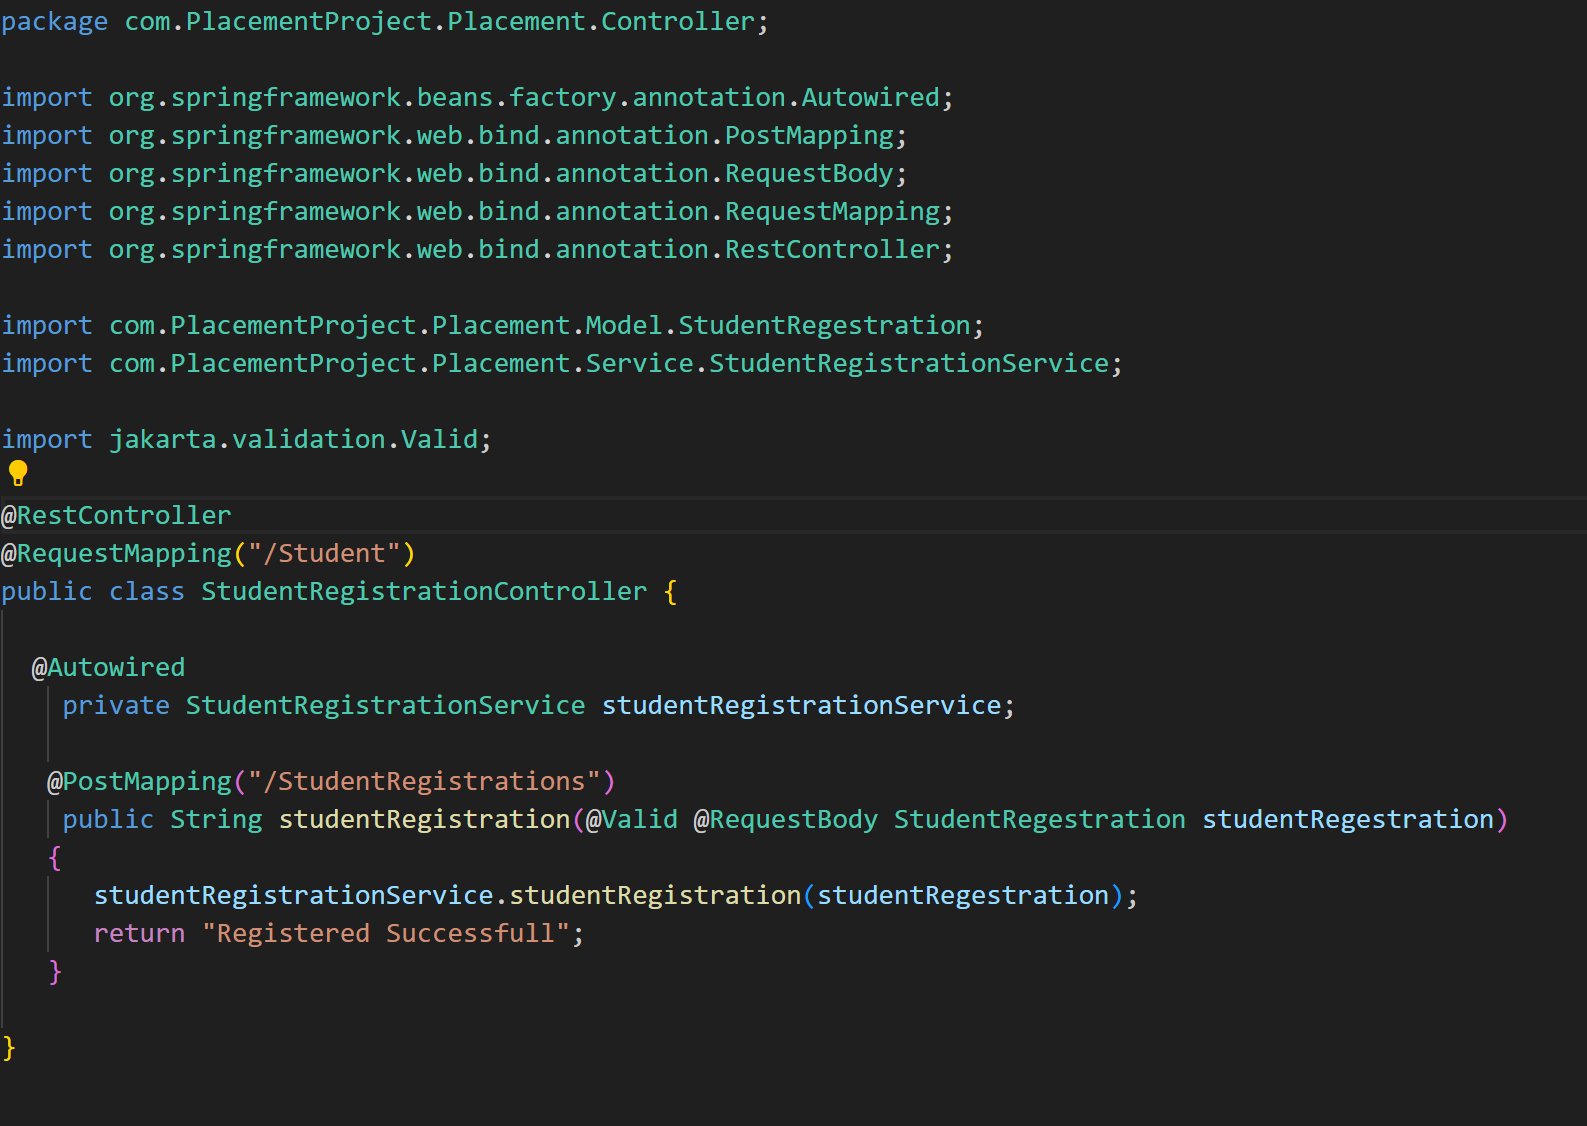 package com.PlacementProject.Placement.Controller;
import org.springframework.beans.factory.annotation.Autowired;
import org.springframework.web.bind.annotation.PostMapping;
import org.springframework.web.bind.annotation.RequestBody;
import org.springframework.web.bind.annotation.RequestMapping;
import org.springframework.web.bind.annotation.RestController;
import com.PlacementProject.Placement.Model.StudentRegestration;
import com.PlacementProject.Placement.Service.StudentRegistrationService;
import jakarta.validation.Valid;
@RestController
@RequestMapping("/Student")
public class StudentRegistrationController {
@Autowired
private StudentRegistrationService studentRegistrationService;
@PostMapping("/StudentRegistrations")
public String studentRegistration(@Valid @RequestBody StudentRegestration studentRegestration)
{
studentRegistrationService.studentRegistration(studentRegestration);
return "Registered Successfull";
}
}